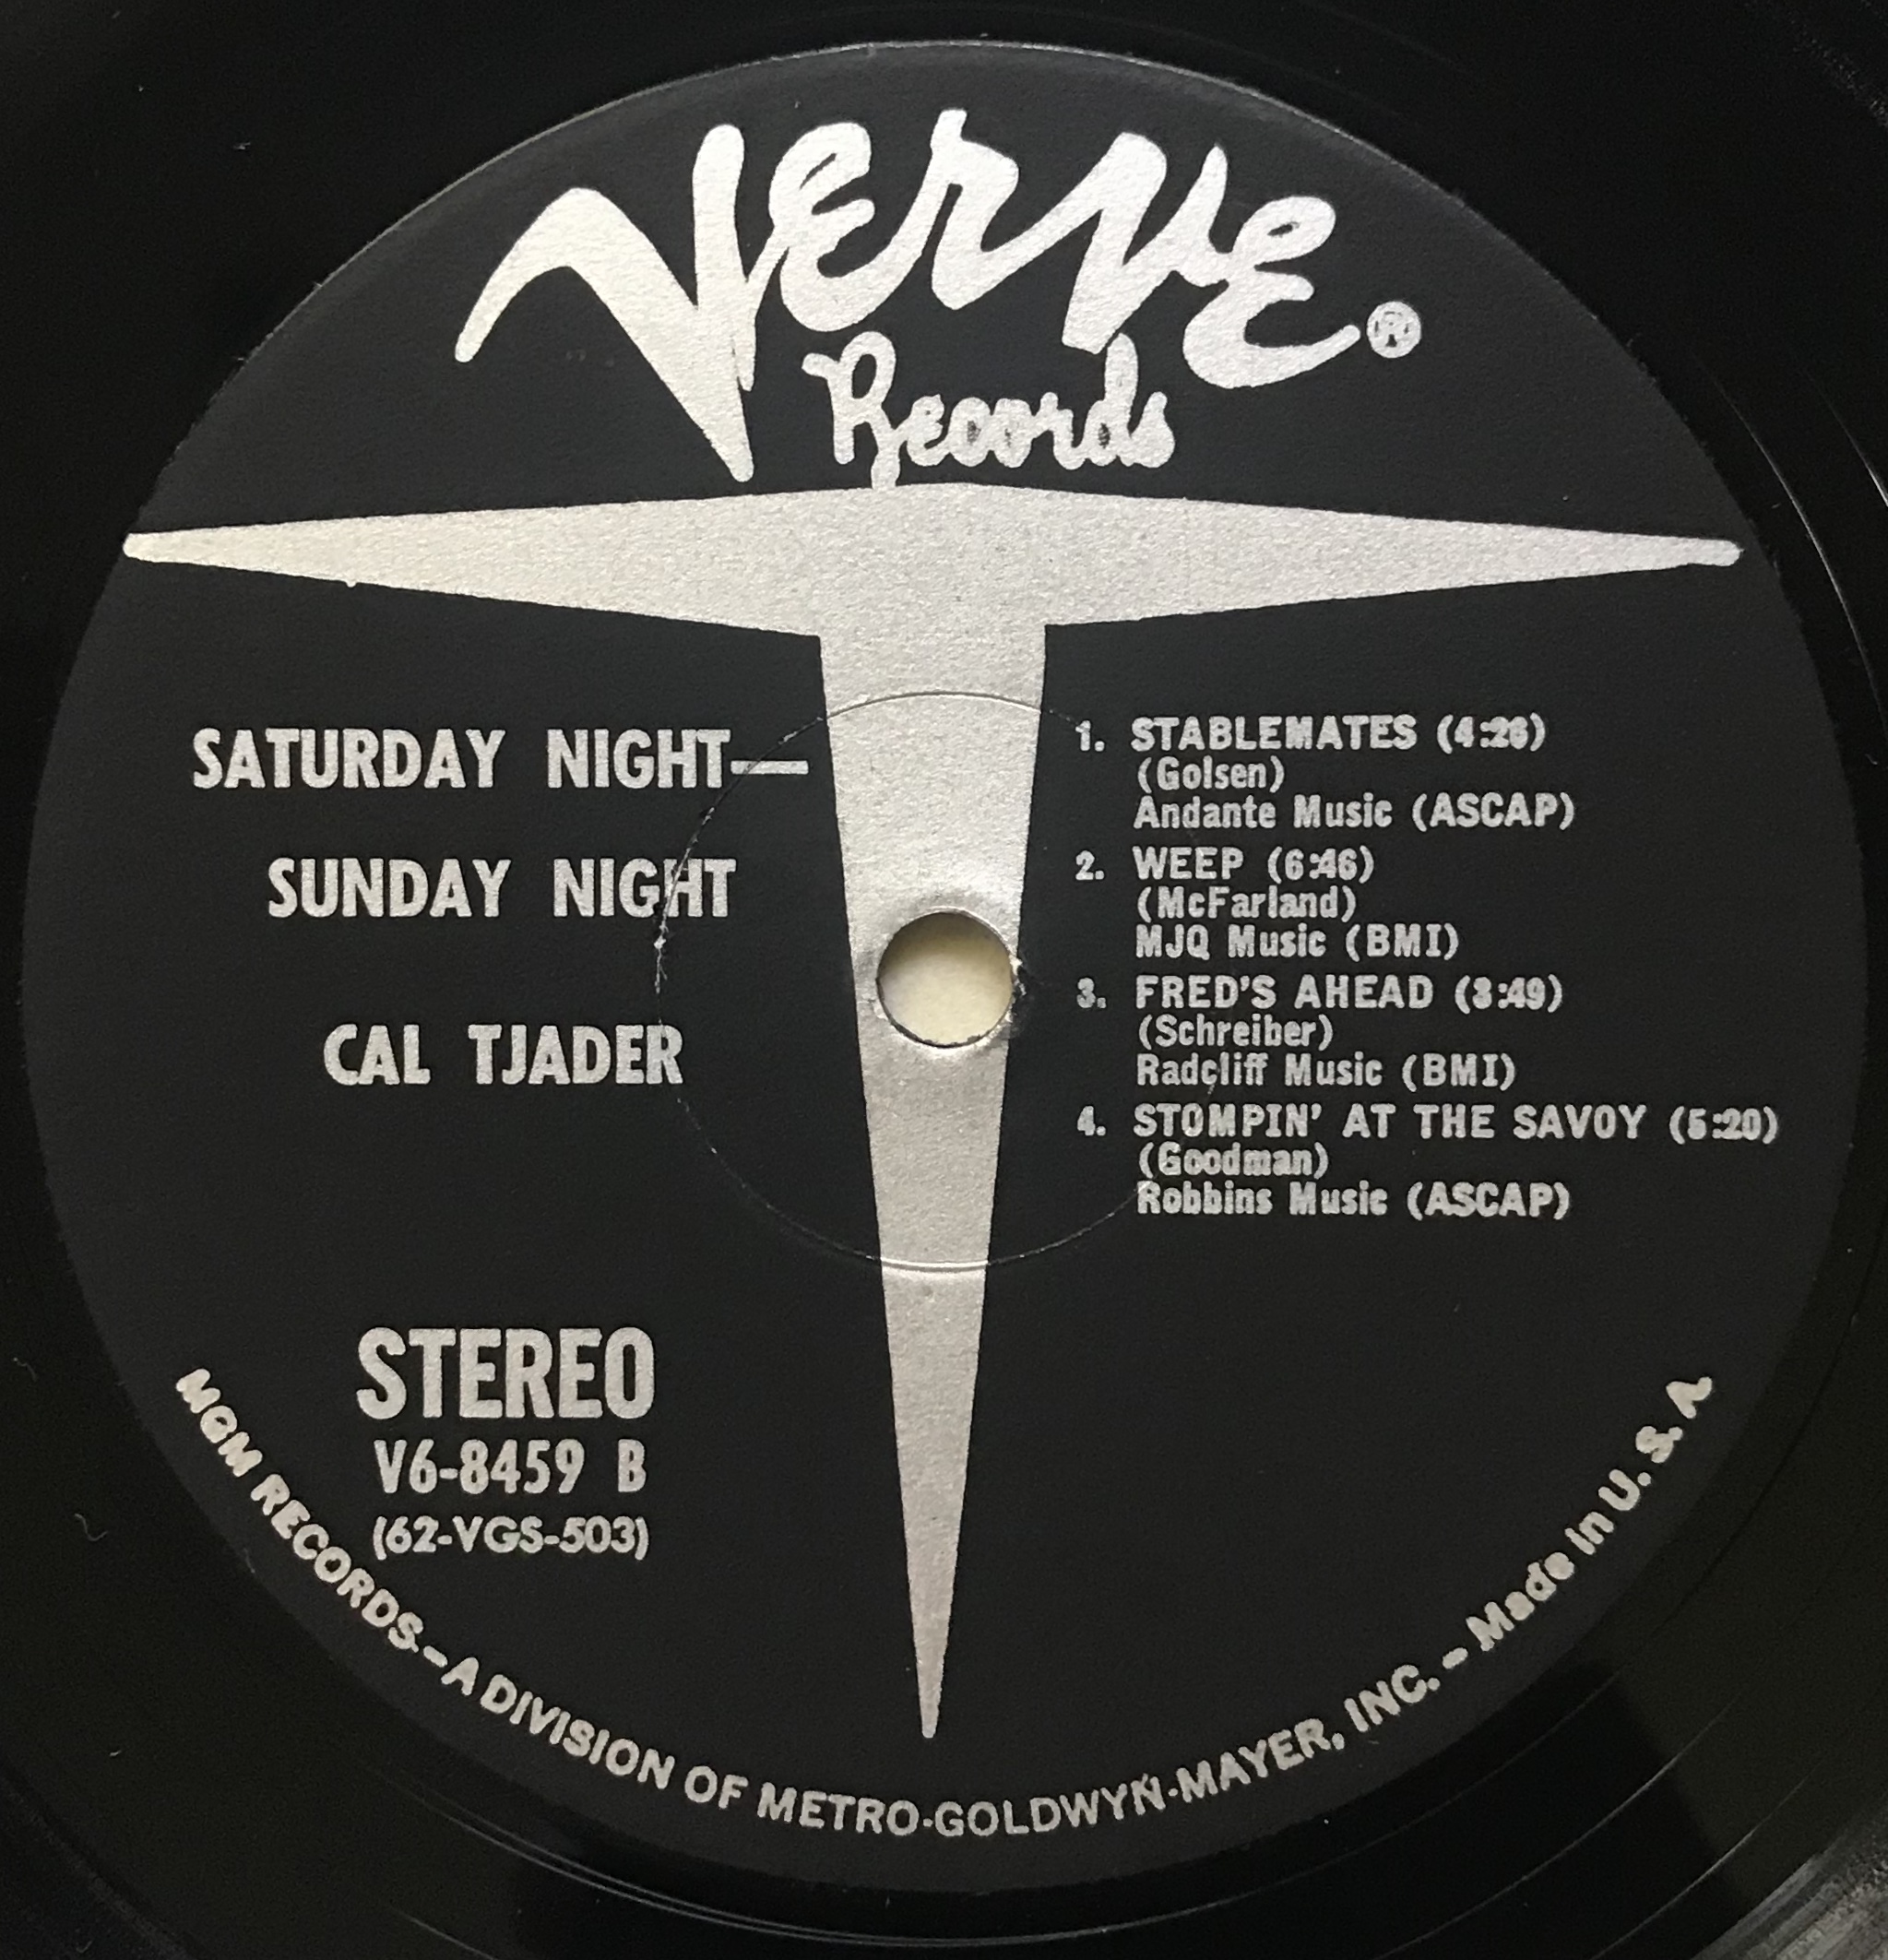 Verve®
Records
SATURDAY NIGHT—
SUNDAY NIGHT
CAL TJADER
1. STABLEMATES (4:26)
(Golsen)
Andante Music (ASCAP)
2. WEEP (6:46)
(McFarland)
MJQ Music (BMI)
3. FRED'S AHEAD (3:49)
(Schreiber)
Radcliff Music (BMI)
4. STOMPIN' AT THE SAVOY (5:20)
(Goodman)
Robbins Music (ASCAP)
STEREO
V6-8459 B
(62-VGS-503)
MGM RECORDS—A DIVISION OF METRO-GOLDWYN-MAYER, INC. – Made in U. S. A